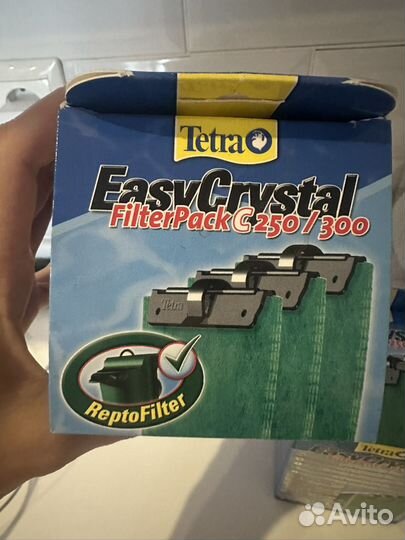 Tetra
EasyCrystal
FilterPack C 250/300
Tetra
ReptoFilter
Tetra
Avito